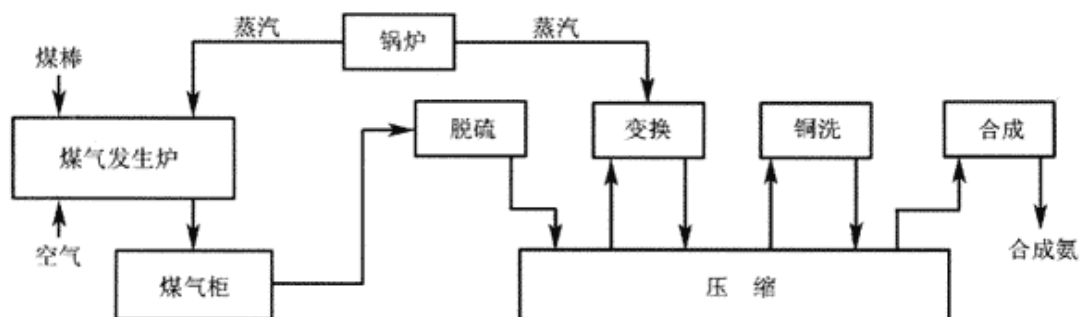 蒸汽
锅炉
蒸汽
煤棒
脱硫
变换
铜洗
合成
煤气发生炉
空气
煤气柜
压 缩
合成氨